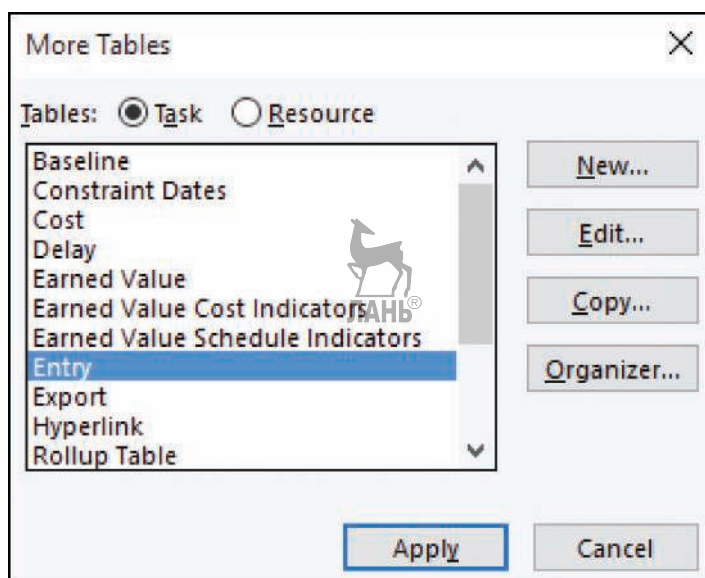 More Tables
Tables: Task Resource
Baseline
Constraint Dates
Cost
Delay
Earned Value
Earned Value Cost Indicators
Earned Value Schedule Indicators
Entry
Export
Hyperlink
Rollup Table
New...
Edit...
Copy...
Organizer...
ЛАНЬ®
Apply
Cancel